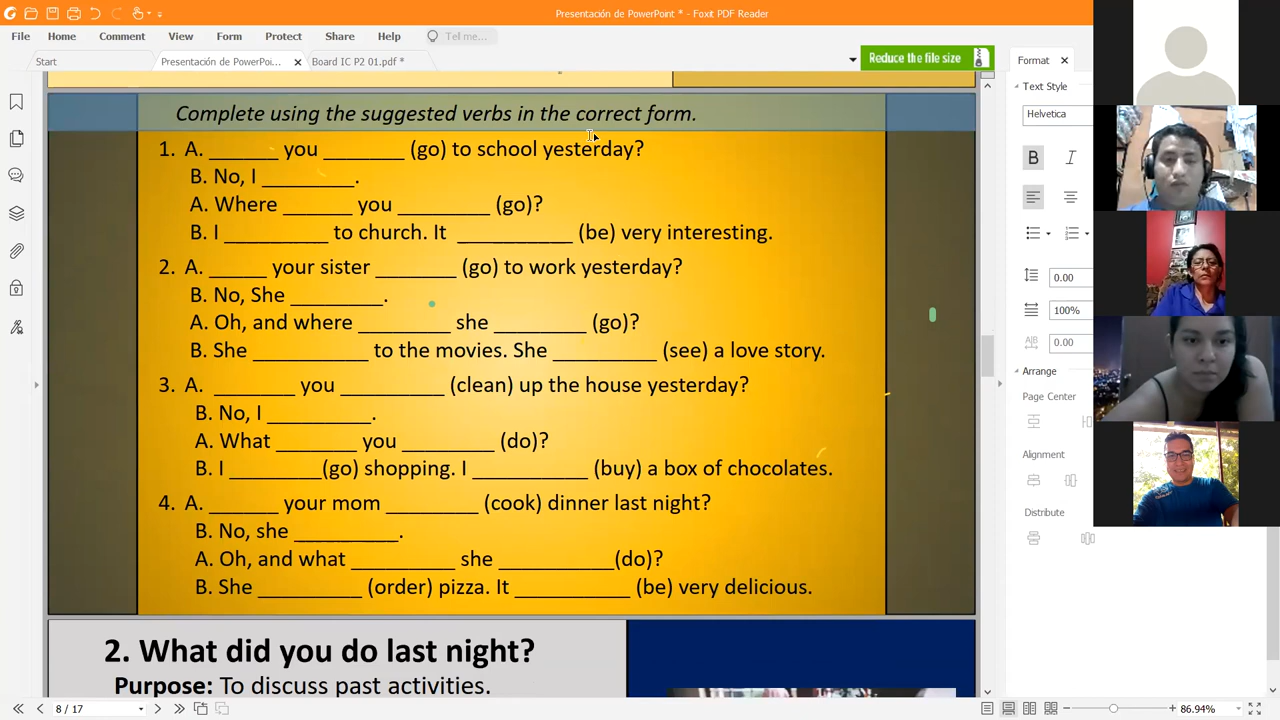 Presentación de PowerPoint * - Foxit PDF Reader
File Home Comment View Form Protect Share Help Tell me...
Start Presentación de PowerPoi... Board IC P2 01.pdf * Reduce the file size
Format
Text Style
Helvetica
B I
0.00
100%
0.00
Arrange
Page Center
Alignment
Distribute
Complete using the suggested verbs in the correct form.
1. A. ______ you _______ (go) to school yesterday?
B. No, I ________.
A. Where ______ you ________ (go)?
B. I _________ to church. It __________ (be) very interesting.
2. A. _____ your sister _______ (go) to work yesterday?
B. No, She ________.
A. Oh, and where ________ she ________ (go)?
B. She __________ to the movies. She _________ (see) a love story.
3. A. _______ you _________ (clean) up the house yesterday?
B. No, I _________.
A. What _______ you ________ (do)?
B. I ________(go) shopping. I __________ (buy) a box of chocolates.
4. A. ______ your mom ________ (cook) dinner last night?
B. No, she _________.
A. Oh, and what _________ she __________(do)?
B. She _________ (order) pizza. It __________ (be) very delicious.
2. What did you do last night?
Purpose: To discuss past activities.
8 / 17
86.94%